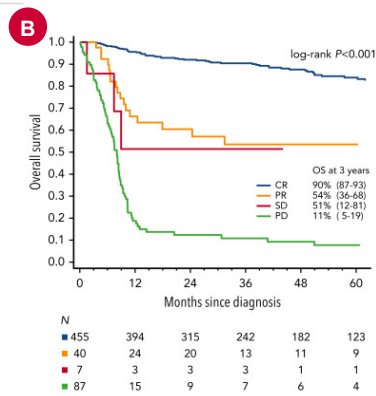 B
log-rank P<0.001
1.0
0.9
0.8
0.7
0.6
0.5
0.4
0.3
0.2
0.1
0.0
Overall survival
OS at 3 years
CR 90% (87-93)
PR 54% (36-68)
SD 51% (12-81)
PD 11% ( 5-19)
0 12 24 36 48 60
Months since diagnosis
N
455 394 315 242 182 123
40 24 20 13 11 9
7 3 3 3 1 1
87 15 9 7 6 4